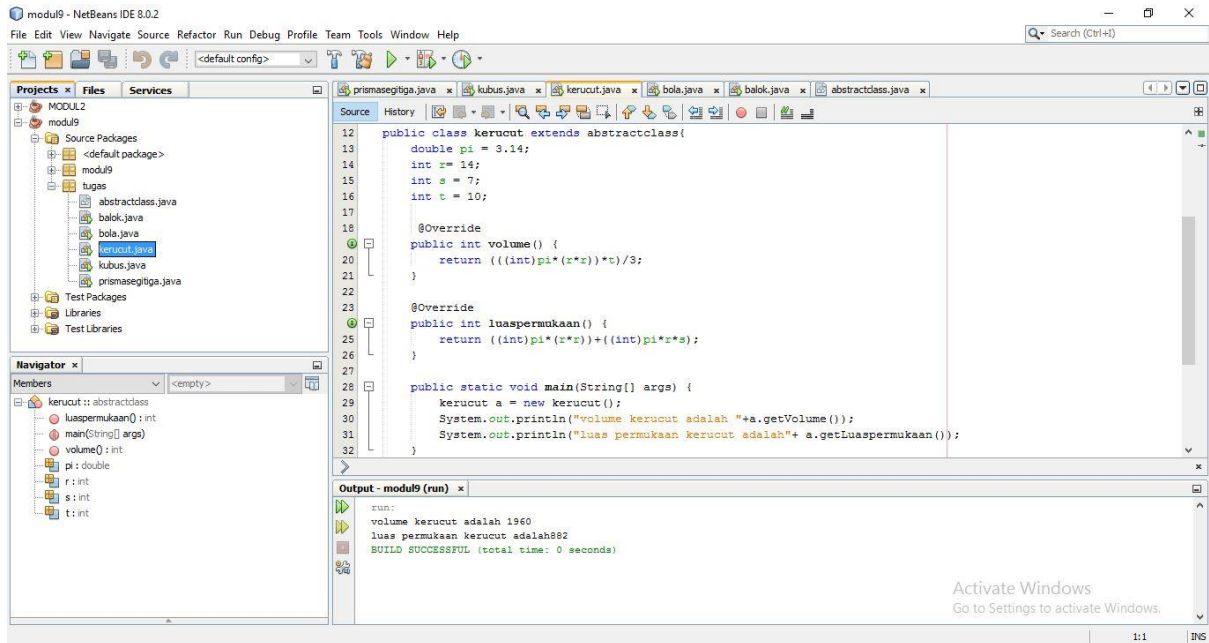 modul9 - NetBeans IDE 8.0.2
File Edit View Navigate Source Refactor Run Debug Profile Team Tools Window Help
Search (Ctrl+I)
<default config>
Projects x Files Services
MODUL2
modul9
Source Packages
<default package>
modul9
tugas
abstractclass.java
balok.java
bola.java
kerucut.java
kubus.java
prismasegitiga.java
Test Packages
Libraries
Test Libraries
Navigator x
Members <empty>
kerucut :: abstractclass
luaspermukaan() : int
main(String[] args)
volume() : int
pi : double
r : int
s : int
t : int
prismasegitiga.java x kubus.java x kerucut.java x bola.java x balok.java x abstractclass.java x
Source History
12 public class kerucut extends abstractclass{
13 double pi = 3.14;
14 int r= 14;
15 int s = 7;
16 int t = 10;
17
18 @Override
public int volume() {
20 return (((int)pi*(r*r))*t)/3;
21 }
22
23 @Override
public int luaspermukaan() {
25 return ((int)pi*(r*r))+((int)pi*r*s);
26 }
27
28 public static void main(String[] args) {
29 kerucut a = new kerucut();
30 System.out.println("volume kerucut adalah "+a.getVolume());
31 System.out.println("luas permukaan kerucut adalah"+ a.getLuaspermukaan());
32 }
Output - modul9 (run) x
run:
volume kerucut adalah 1960
luas permukaan kerucut adalah882
BUILD SUCCESSFUL (total time: 0 seconds)
Activate Windows
Go to Settings to activate Windows.
1:1 INS